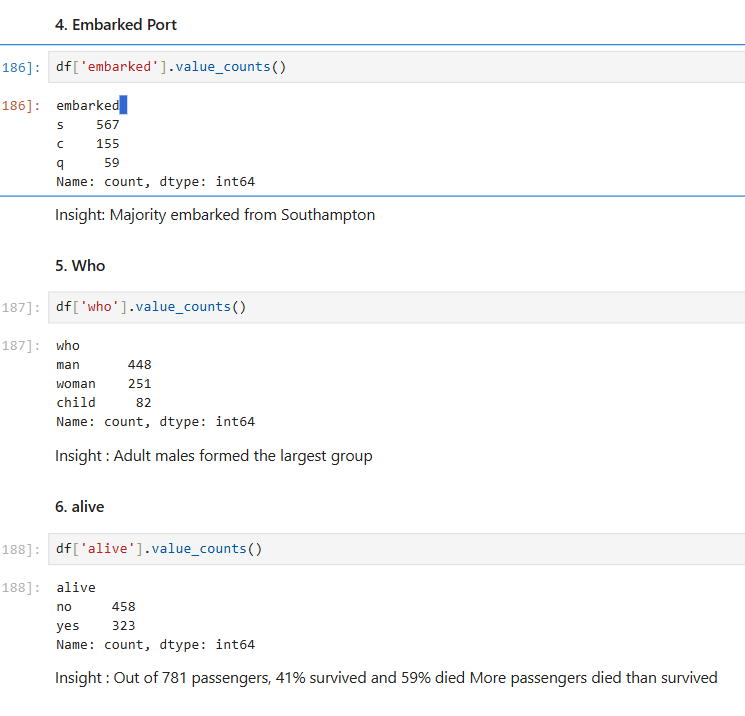 4. Embarked Port
186]: df['embarked'].value_counts()
186]: embarked
s    567
c    155
q     59
Name: count, dtype: int64
Insight: Majority embarked from Southampton
5. Who
187]: df['who'].value_counts()
187]: who
man      448
woman    251
child     82
Name: count, dtype: int64
Insight : Adult males formed the largest group
6. alive
188]: df['alive'].value_counts()
188]: alive
no     458
yes    323
Name: count, dtype: int64
Insight : Out of 781 passengers, 41% survived and 59% died More passengers died than survived